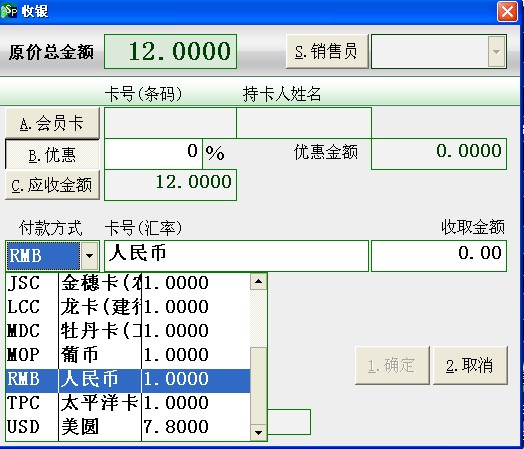 收银
原价总金额 12.0000 S.销售员
卡号(条码) 持卡人姓名
A.会员卡
B.优惠 0 % 优惠金额 0.0000
C.应收金额 12.0000
付款方式 卡号(汇率) 收取金额
RMB 人民币 0.00
JSC 金穗卡(农 1.0000
LCC 龙卡(建行 1.0000
MDC 牡丹卡(工 1.0000
MOP 葡币 1.0000
RMB 人民币 1.0000
TPC 太平洋卡 1.0000
USD 美圆 7.8000
1.确定 2.取消